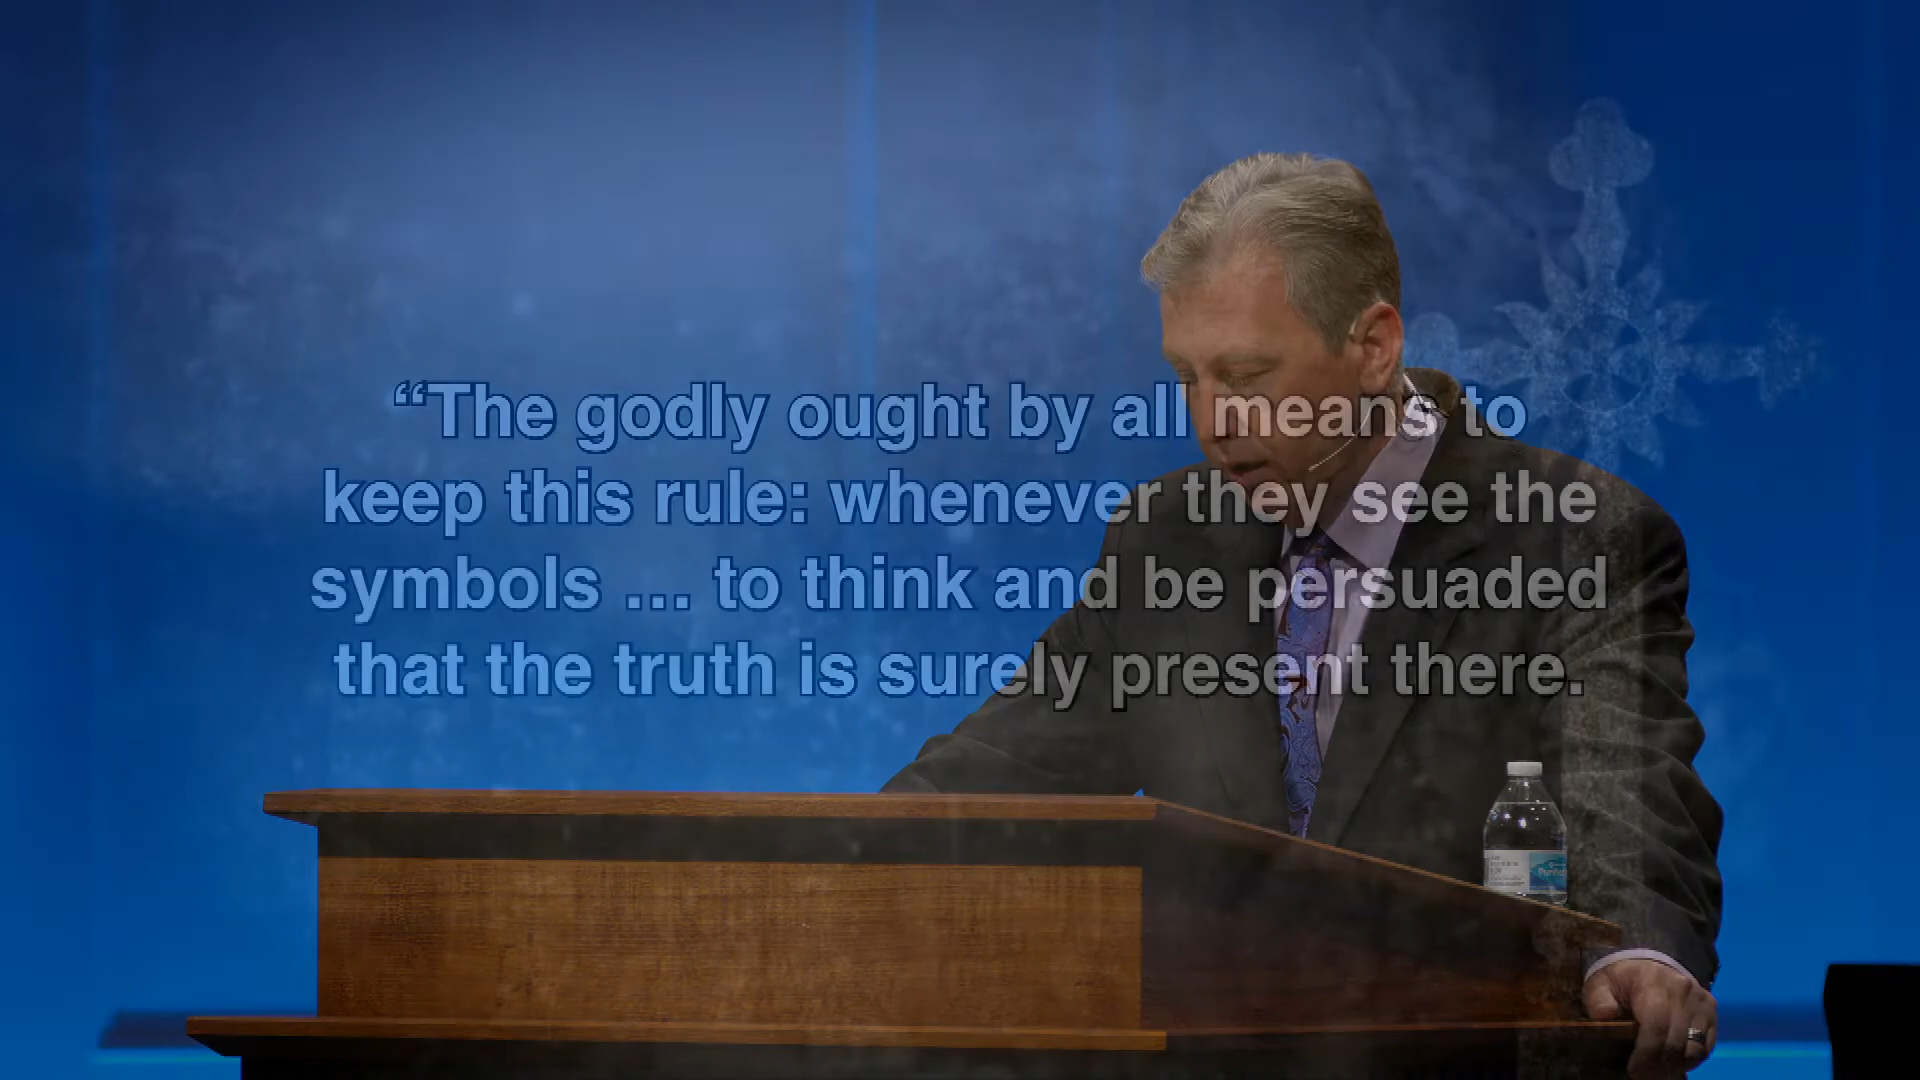 “The godly ought by all means to
keep this rule: whenever they see the
symbols … to think and be persuaded
that the truth is surely present there.